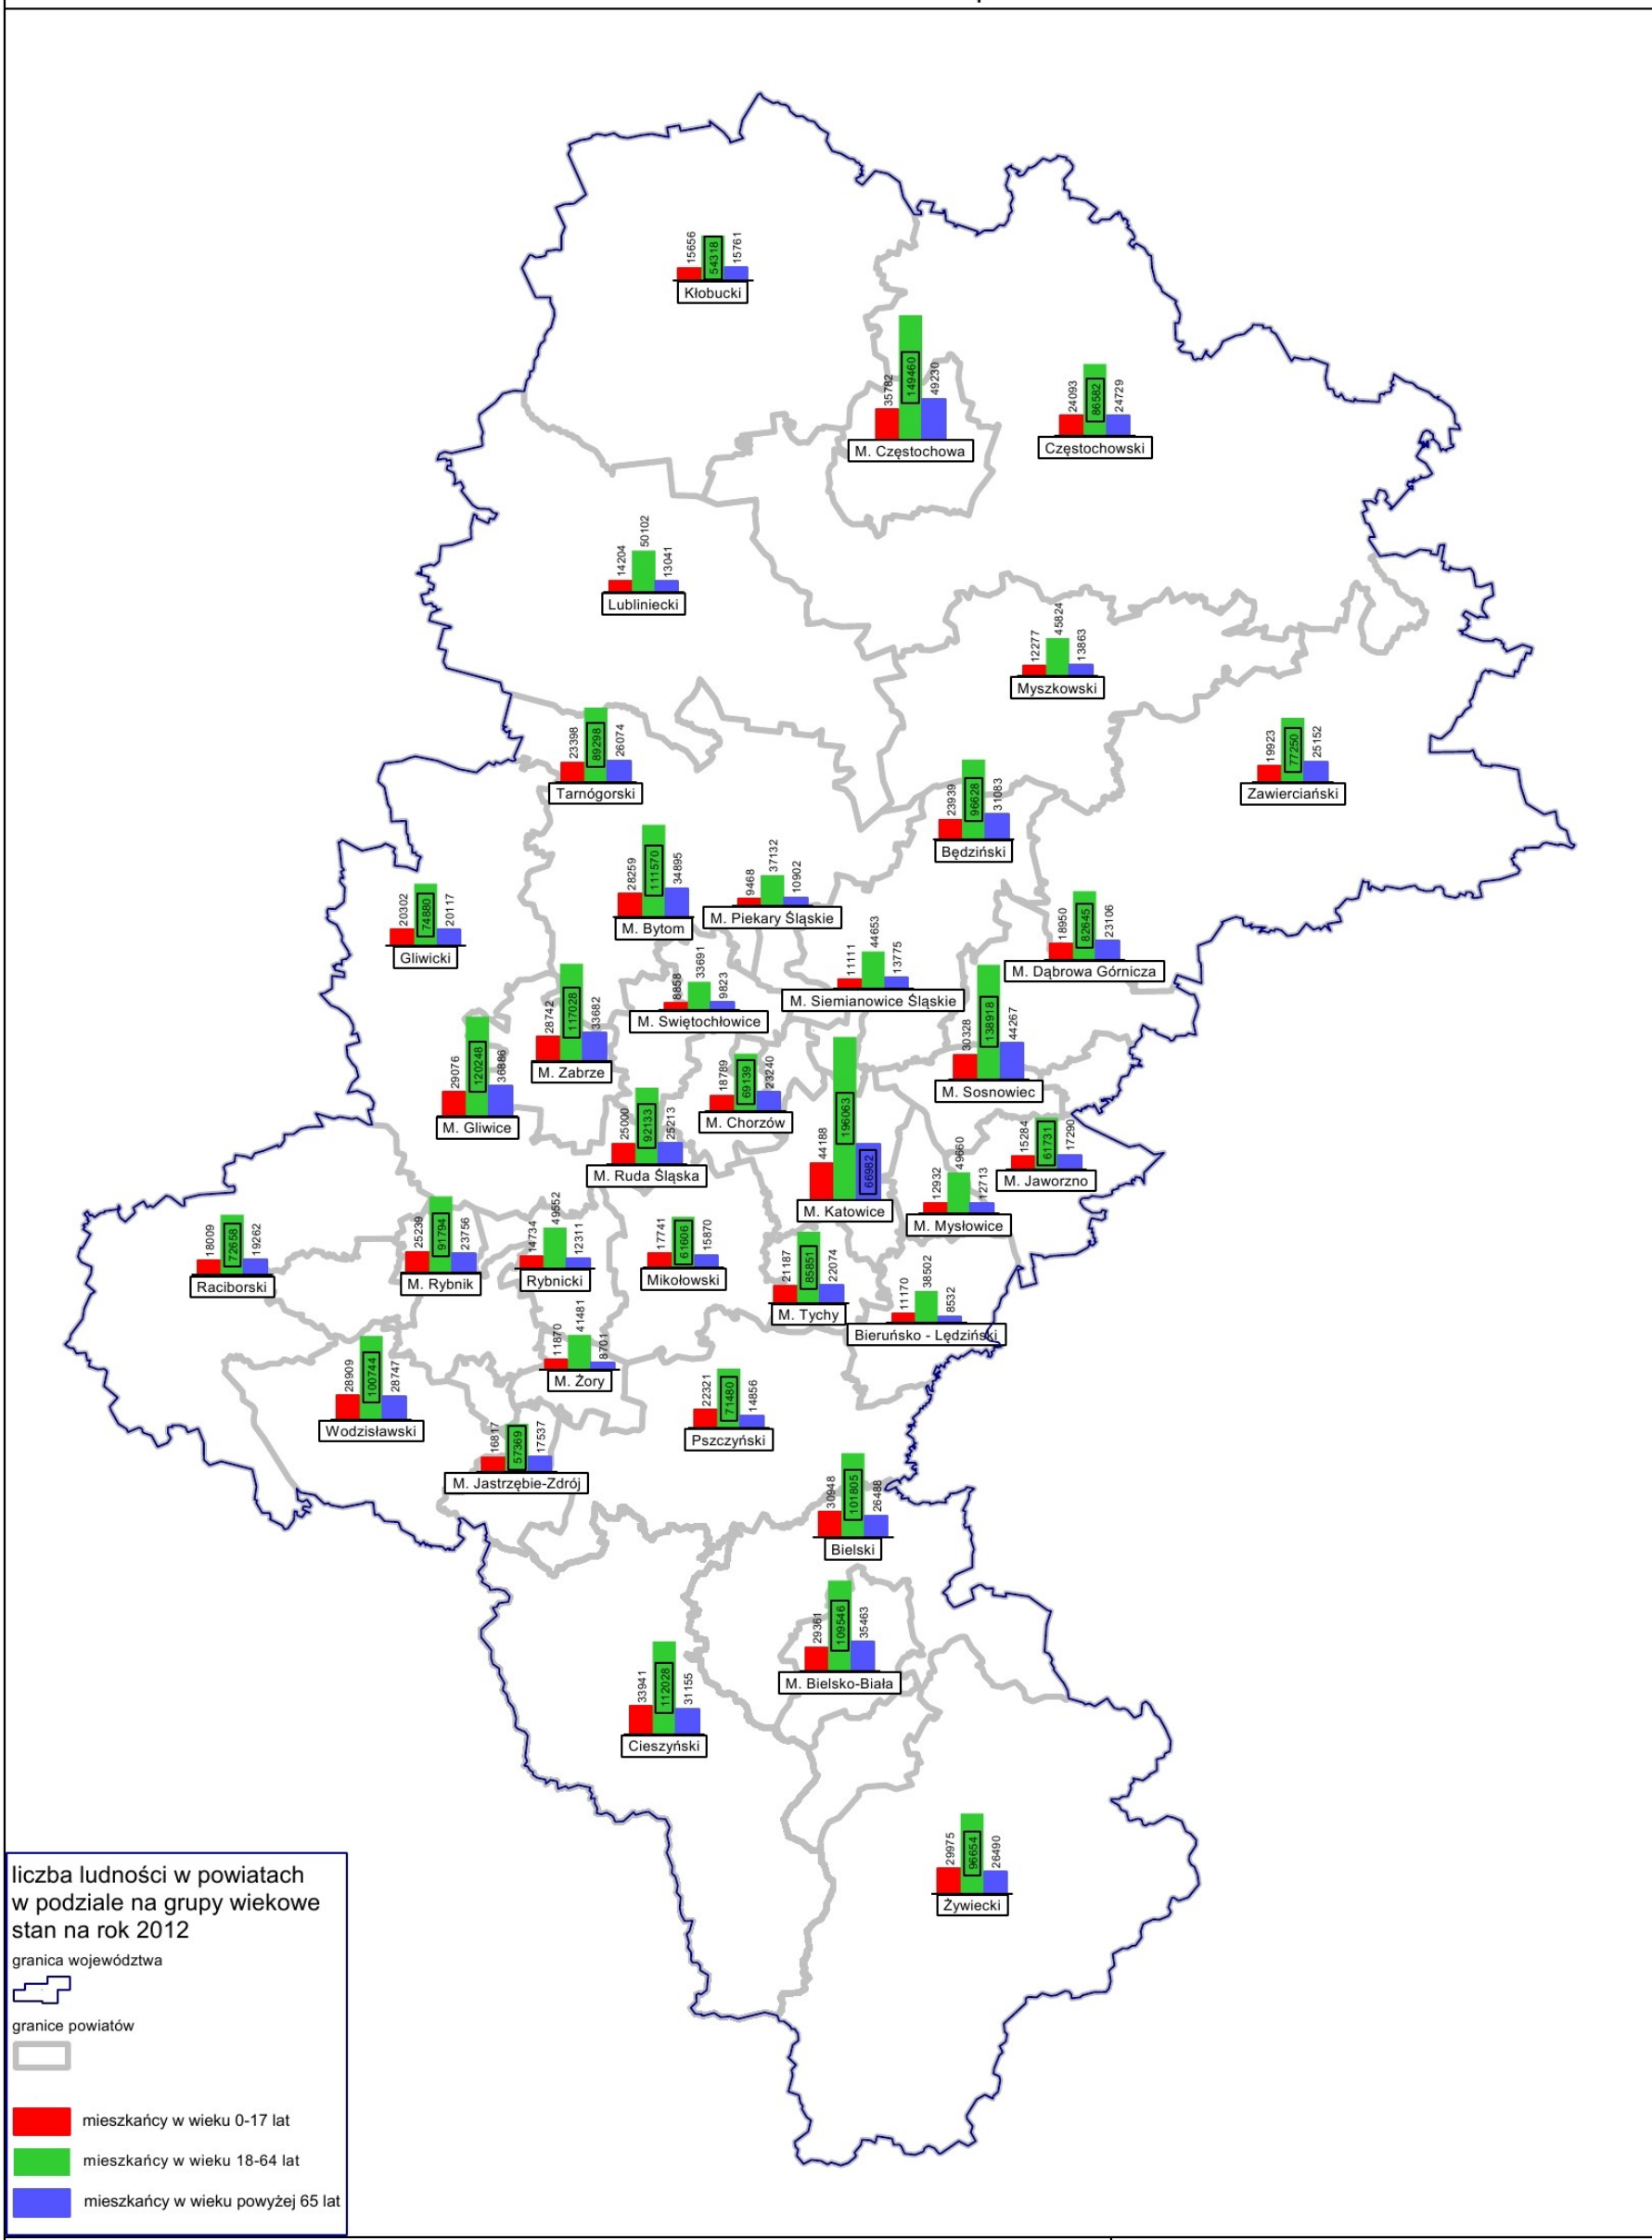 15656
54318
15761
Kłobucki
35782
149460
49230
M. Częstochowa
24093
86582
24729
Częstochowski
14204
50102
13041
Lubliniecki
12277
45824
13863
Myszkowski
23398
89298
26074
Tarnógorski
19923
77250
25152
Zawierciański
23939
96628
31083
Będziński
28259
111570
34895
M. Bytom
9468
37132
10902
M. Piekary Śląskie
20302
74880
20117
Gliwicki
18950
82645
23106
M. Dąbrowa Górnicza
11111
44653
13775
M. Siemianowice Śląskie
8858
33691
9823
M. Swiętochłowice
28742
117028
33682
M. Zabrze
30328
138918
44267
M. Sosnowiec
29076
120248
36886
M. Gliwice
18789
69139
23240
M. Chorzów
25000
92133
25213
M. Ruda Śląska
44188
196063
66982
M. Katowice
15284
61731
17290
M. Jaworzno
12932
49660
12713
M. Mysłowice
18009
72658
19262
Raciborski
25239
91794
23756
M. Rybnik
14734
49552
12311
Rybnicki
17741
61606
15870
Mikołowski
21187
85851
22074
M. Tychy
11170
38502
8532
Bieruńsko - Lędziński
11870
41481
8701
M. Żory
28909
100744
28747
Wodzisławski
22321
71480
14856
Pszczyński
16817
57369
17537
M. Jastrzębie-Zdrój
30948
101805
26488
Bielski
29361
109546
35463
M. Bielsko-Biała
33941
112028
31155
Cieszyński
29975
96654
26490
Żywiecki
liczba ludności w powiatach
w podziale na grupy wiekowe
stan na rok 2012
granica województwa
granice powiatów
mieszkańcy w wieku 0-17 lat
mieszkańcy w wieku 18-64 lat
mieszkańcy w wieku powyżej 65 lat